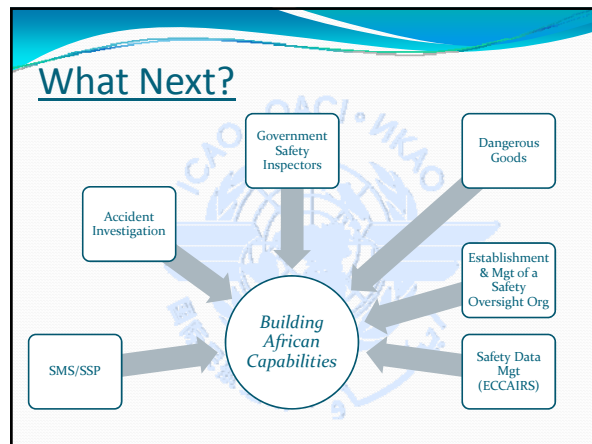 What Next?
ICAO · OACI · ИКАО
Government
Safety
Inspectors
Dangerous
Goods
Accident
Investigation
Establishment
& Mgt of a
Safety
Oversight Org
Building
African
Capabilities
SMS/SSP
Safety Data
Mgt
(ECCAIRS)